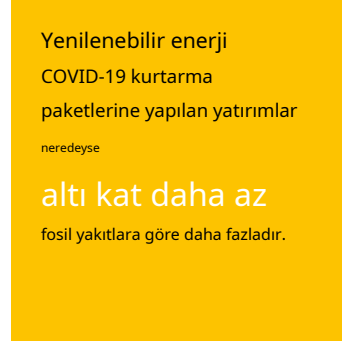 Yenilenebilir enerji
COVID-19 kurtarma
paketlerine yapılan yatırımlar
neredeyse
altı kat daha az
fosil yakıtlara göre daha fazladır.